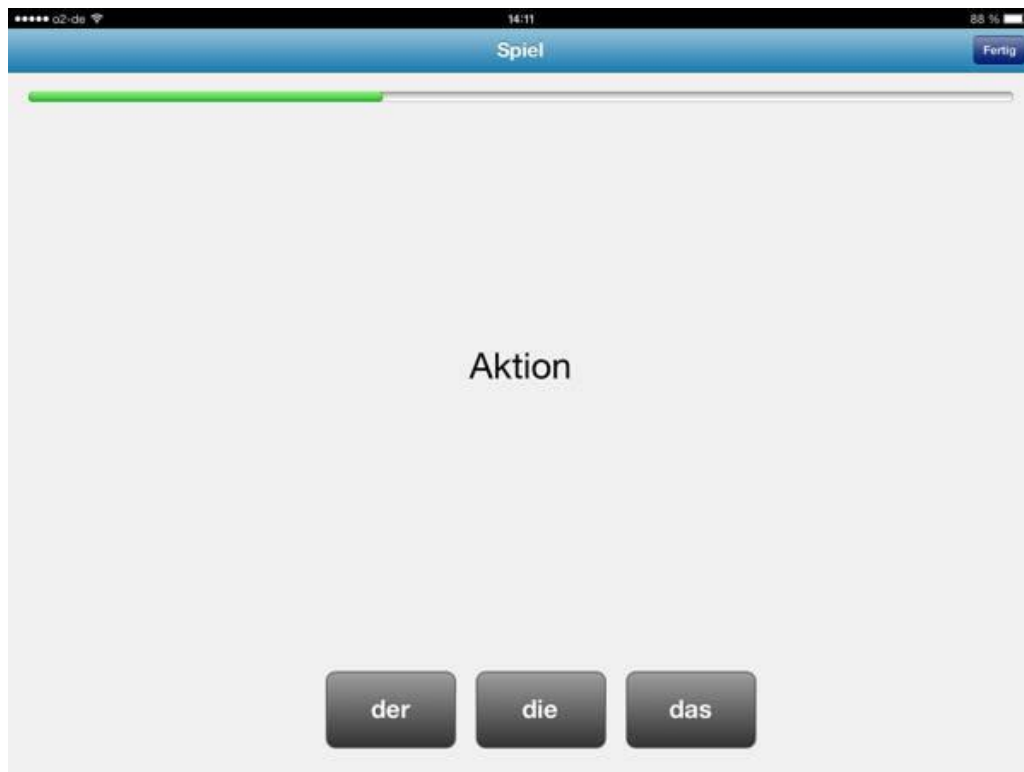 o2-de 14:11 88 %
Spiel Fertig
Aktion
der die das